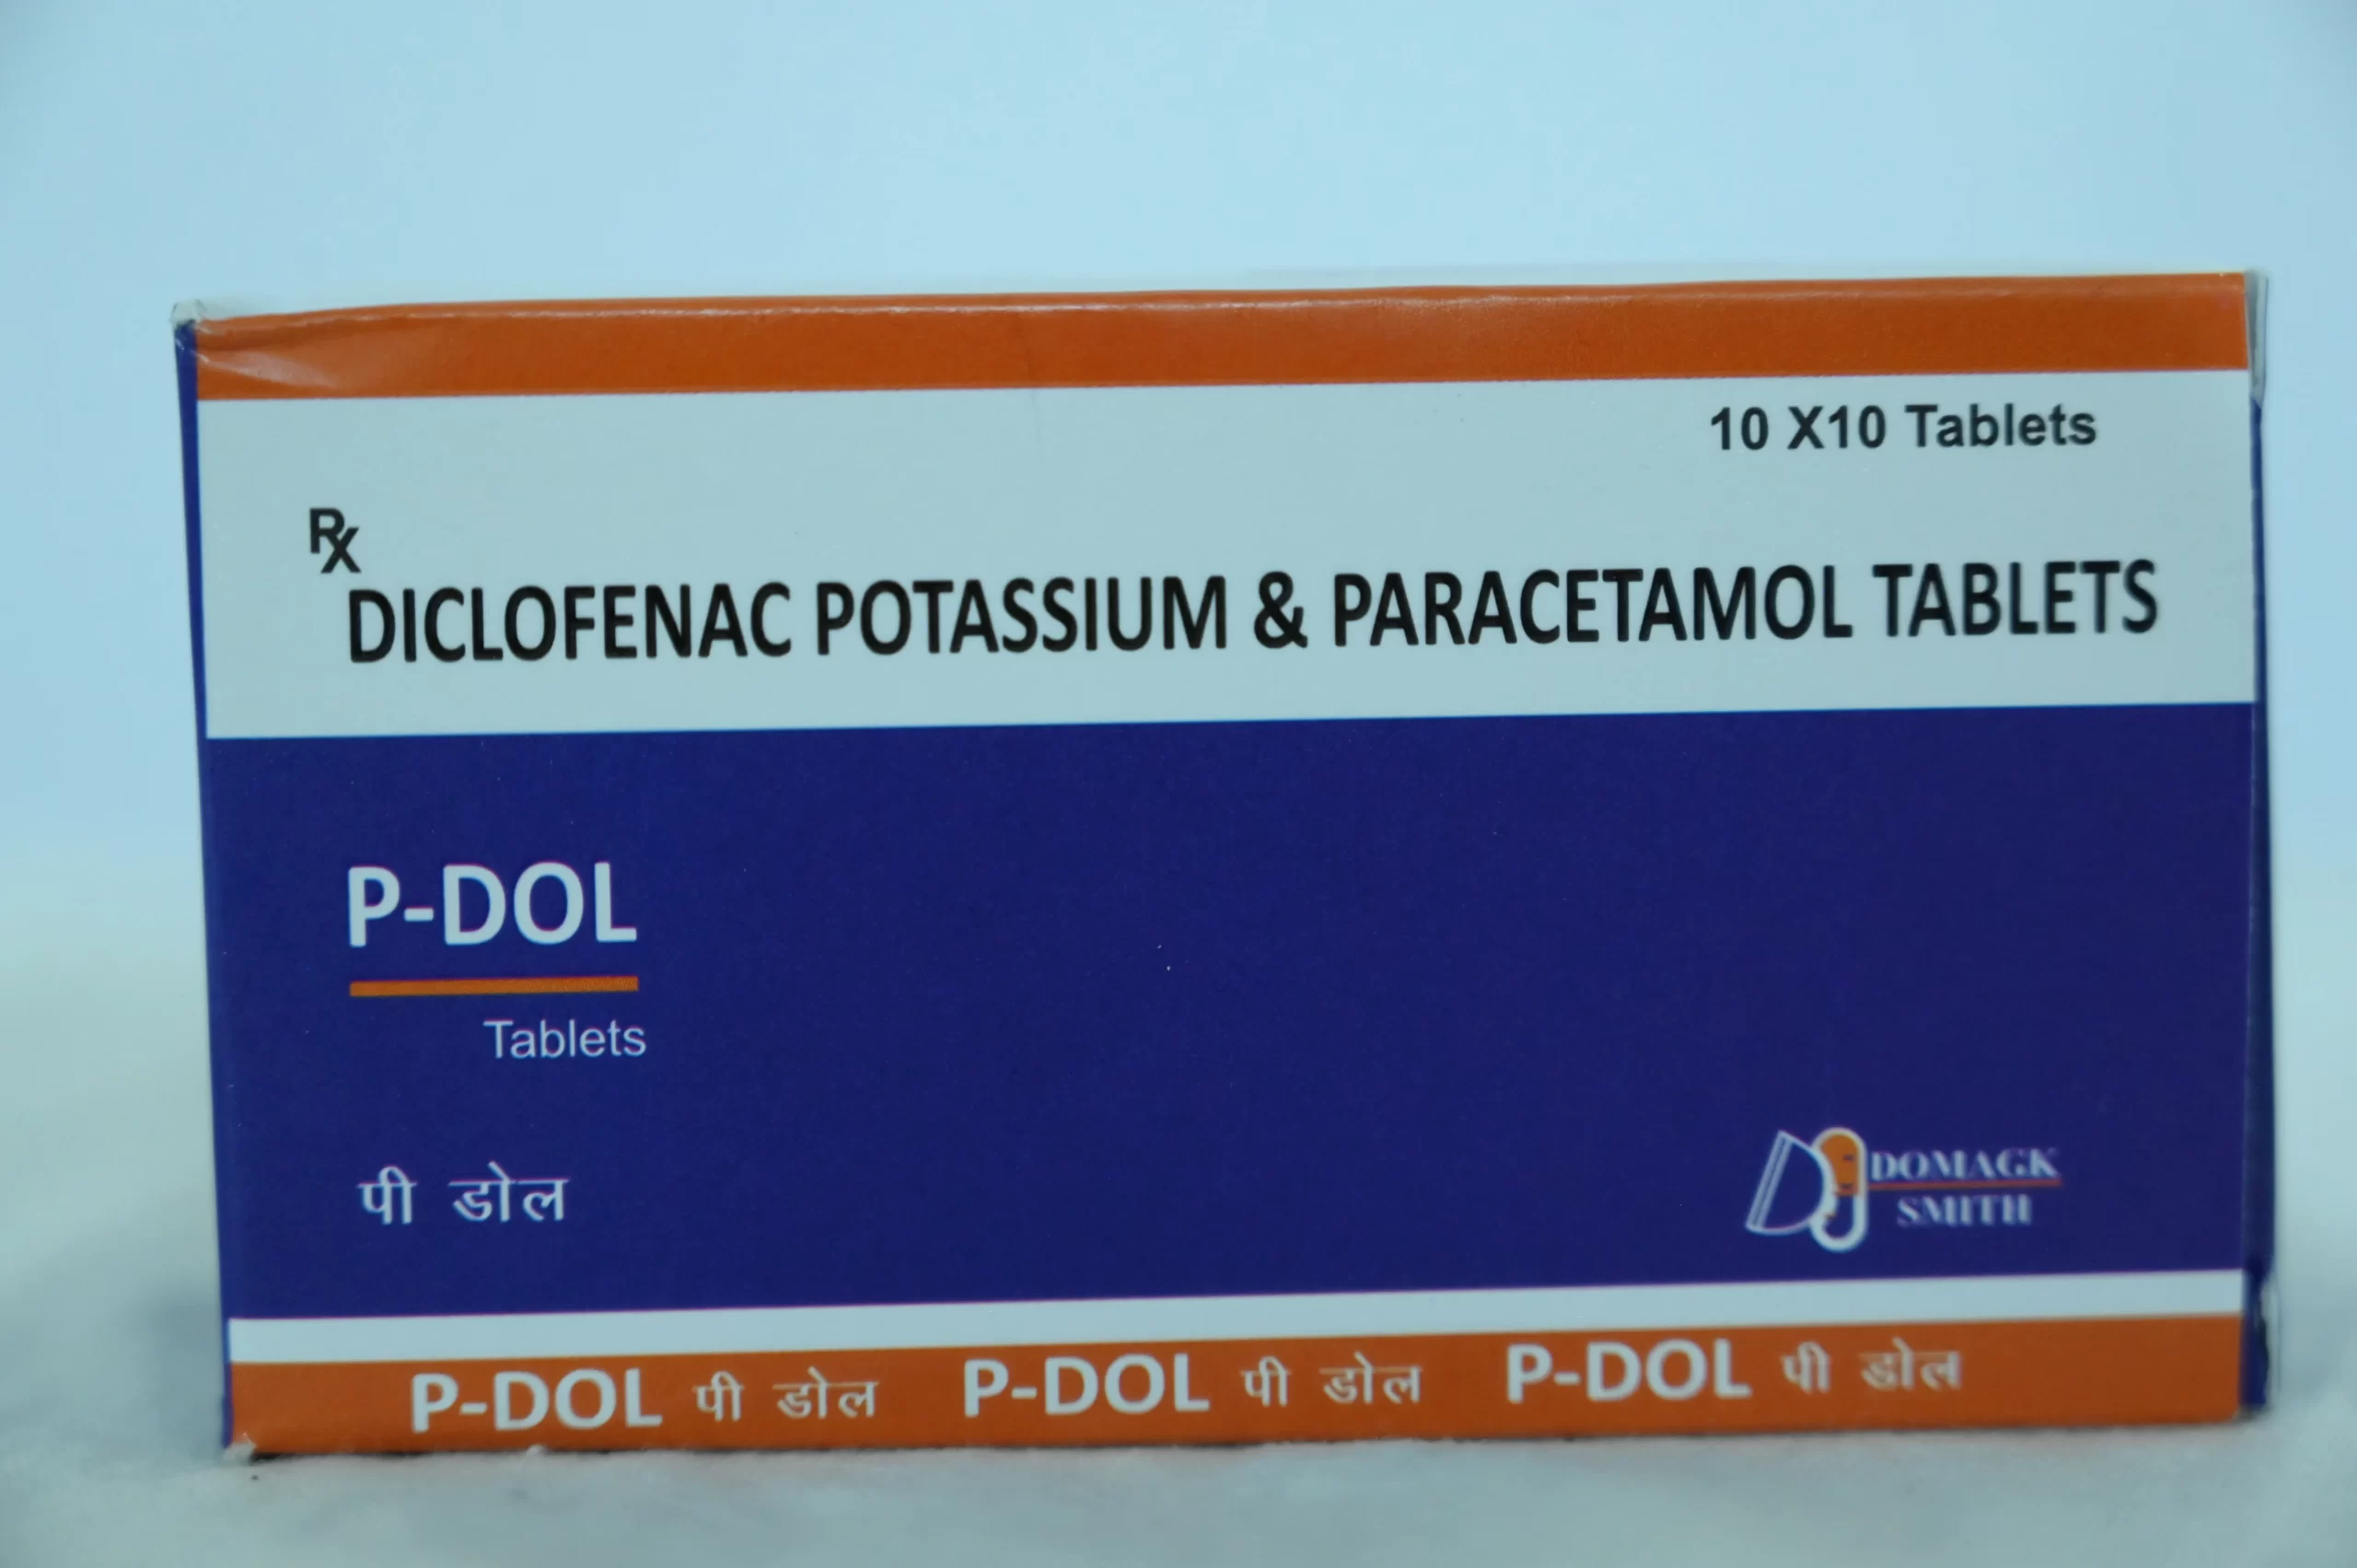 10 X10 Tablets
Rx
DICLOFENAC POTASSIUM & PARACETAMOL TABLETS
P-DOL
Tablets
पी डोल
DOMAGK
SMITH
P-DOL पी डोल P-DOL पी डोल P-DOL पी डोल